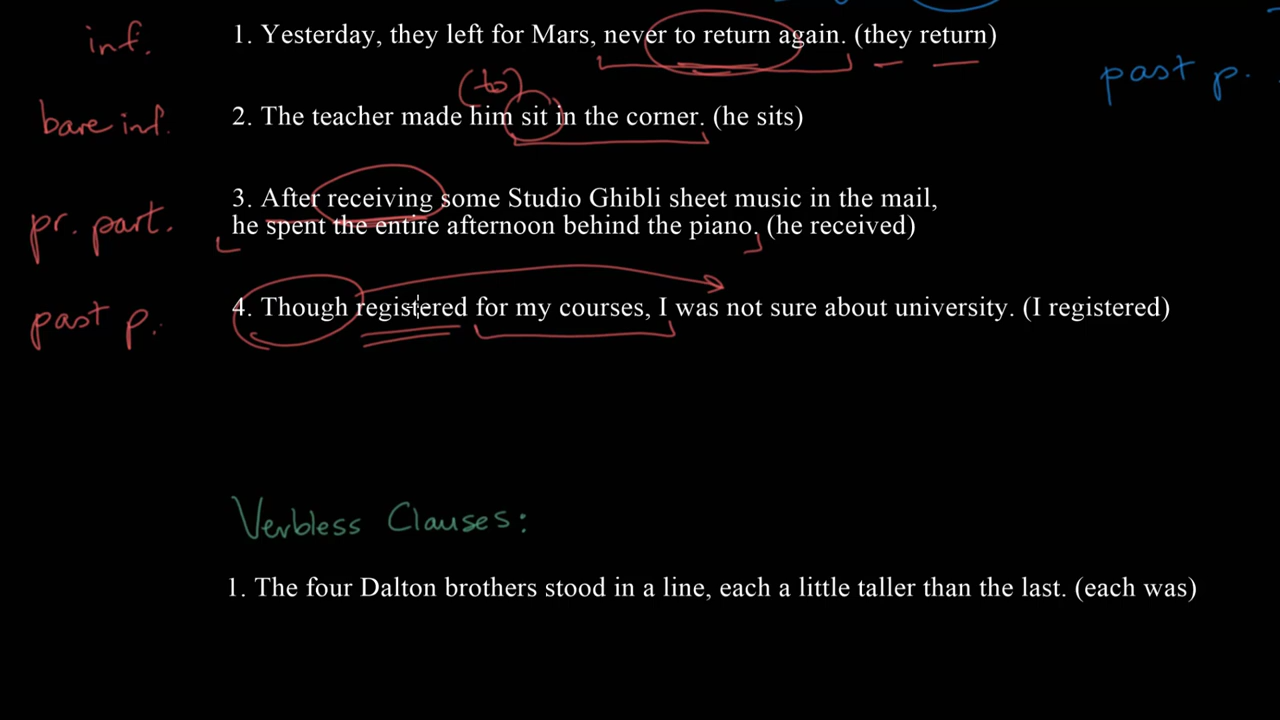 inf.
1. Yesterday, they left for Mars, never to return again. (they return)
past p.
(to)
bare inf.
2. The teacher made him sit in the corner. (he sits)
pr. part.
3. After receiving some Studio Ghibli sheet music in the mail,
he spent the entire afternoon behind the piano. (he received)
past p.
4. Though registered for my courses, I was not sure about university. (I registered)
Verbless Clauses:
1. The four Dalton brothers stood in a line, each a little taller than the last. (each was)